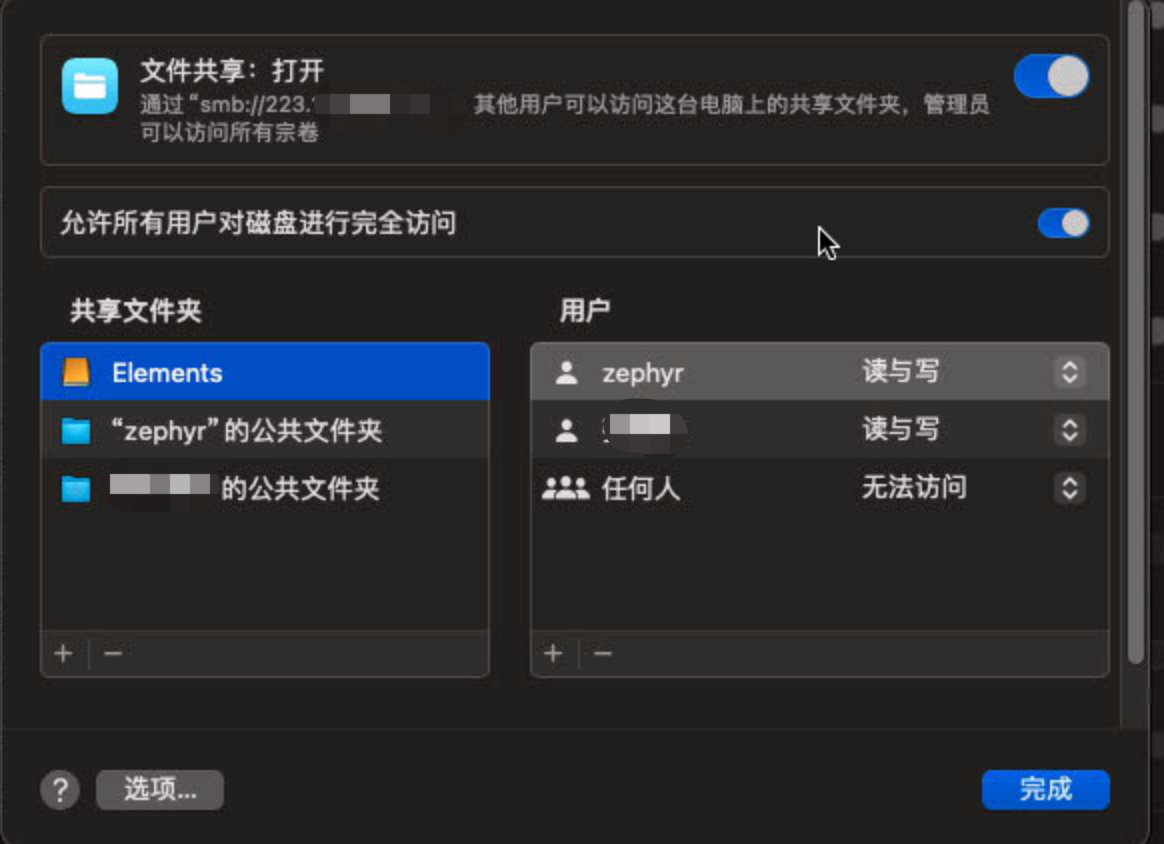 文件共享：打开
通过“smb://223. 其他用户可以访问这台电脑上的共享文件夹，管理员
可以访问所有宗卷
允许所有用户对磁盘进行完全访问
共享文件夹
Elements
“zephyr”的公共文件夹
的公共文件夹
+ −
用户
zephyr 读与写
读与写
任何人 无法访问
+ −
? 选项... 完成